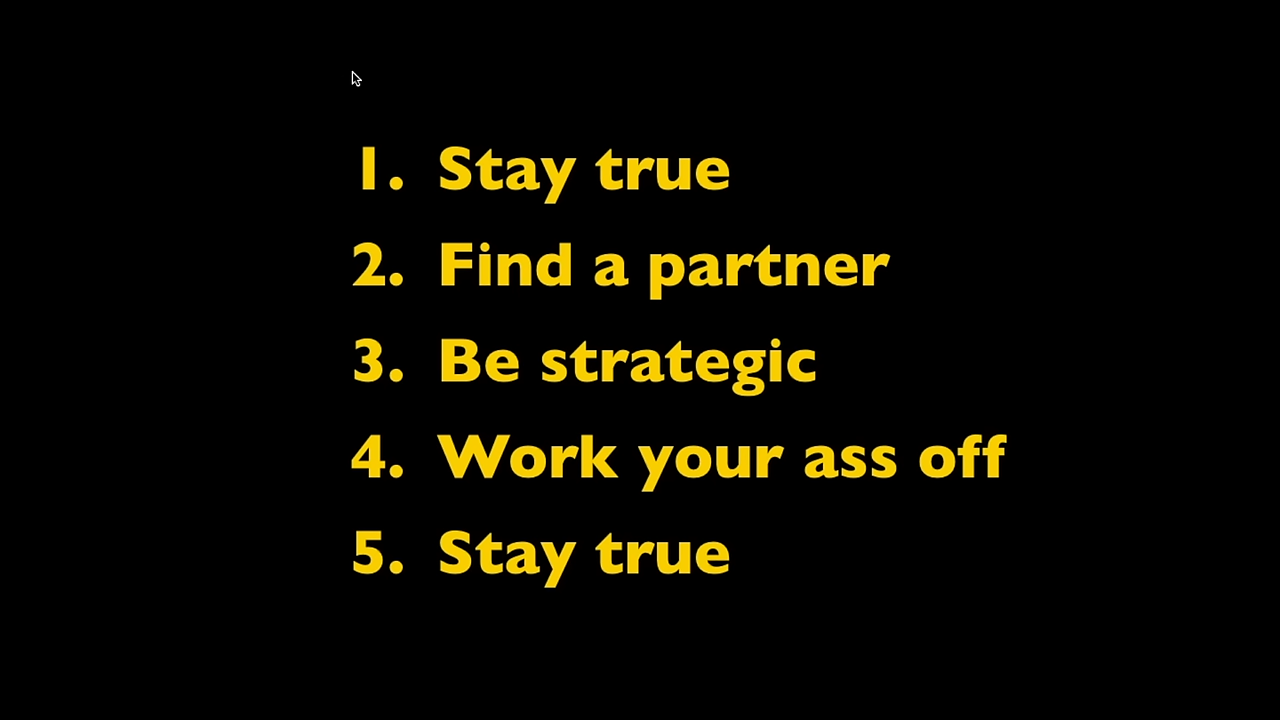 1. Stay true
2. Find a partner
3. Be strategic
4. Work your ass off
5. Stay true